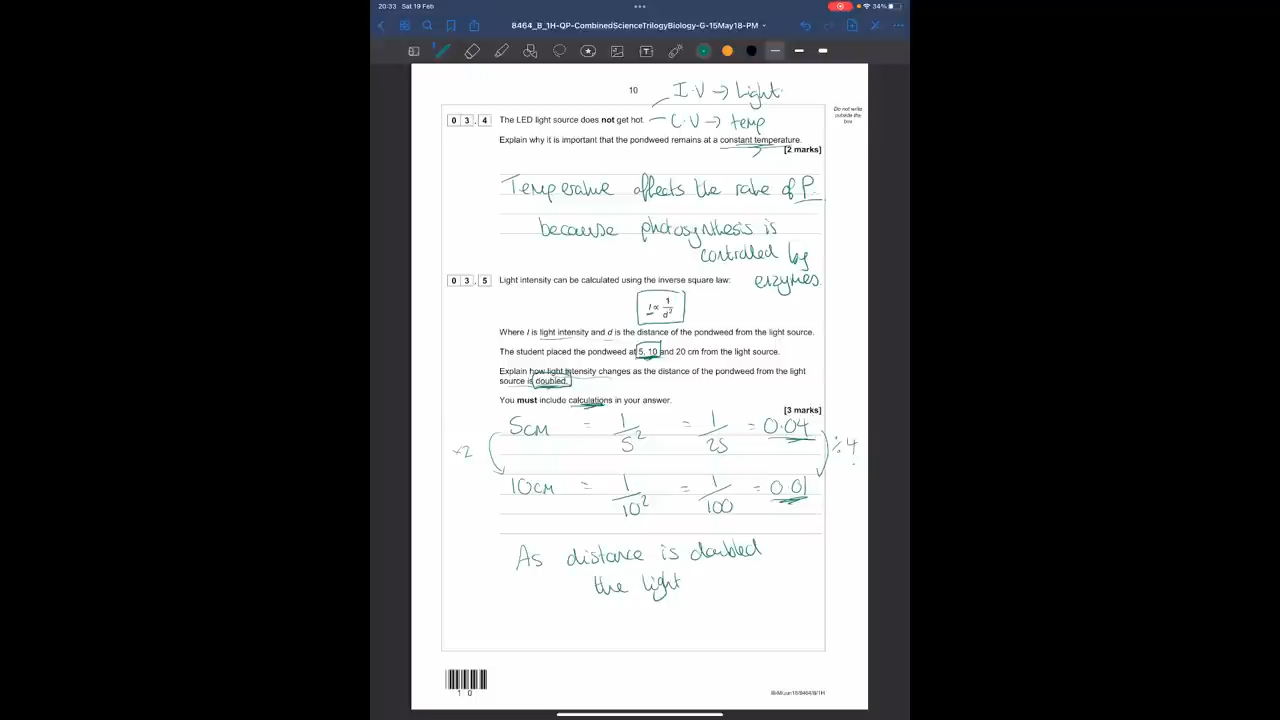 20:33 Sat 19 Feb
34%
8464_B_1H-QP-CombinedScienceTrilogyBiology-G-15May18-PM
10
I.V → Light
Do not write outside the box
0 3 . 4 The LED light source does not get hot.
C.V → temp
Explain why it is important that the pondweed remains at a constant temperature.
[2 marks]
Temperature affects the rate of P.
because photosynthesis is
controlled by
enzymes.
0 3 . 5 Light intensity can be calculated using the inverse square law:
I ∝ 1/d²
Where I is light intensity and d is the distance of the pondweed from the light source.
The student placed the pondweed at 5, 10 and 20 cm from the light source.
Explain how light intensity changes as the distance of the pondweed from the light
source is doubled.
You must include calculations in your answer.
[3 marks]
5cm = 1/5² = 1/25 = 0.04
×2 ÷4
10cm = 1/10² = 1/100 = 0.01
As distance is doubled
the light
1 0
IB/M/Jun18/8464/B/1H